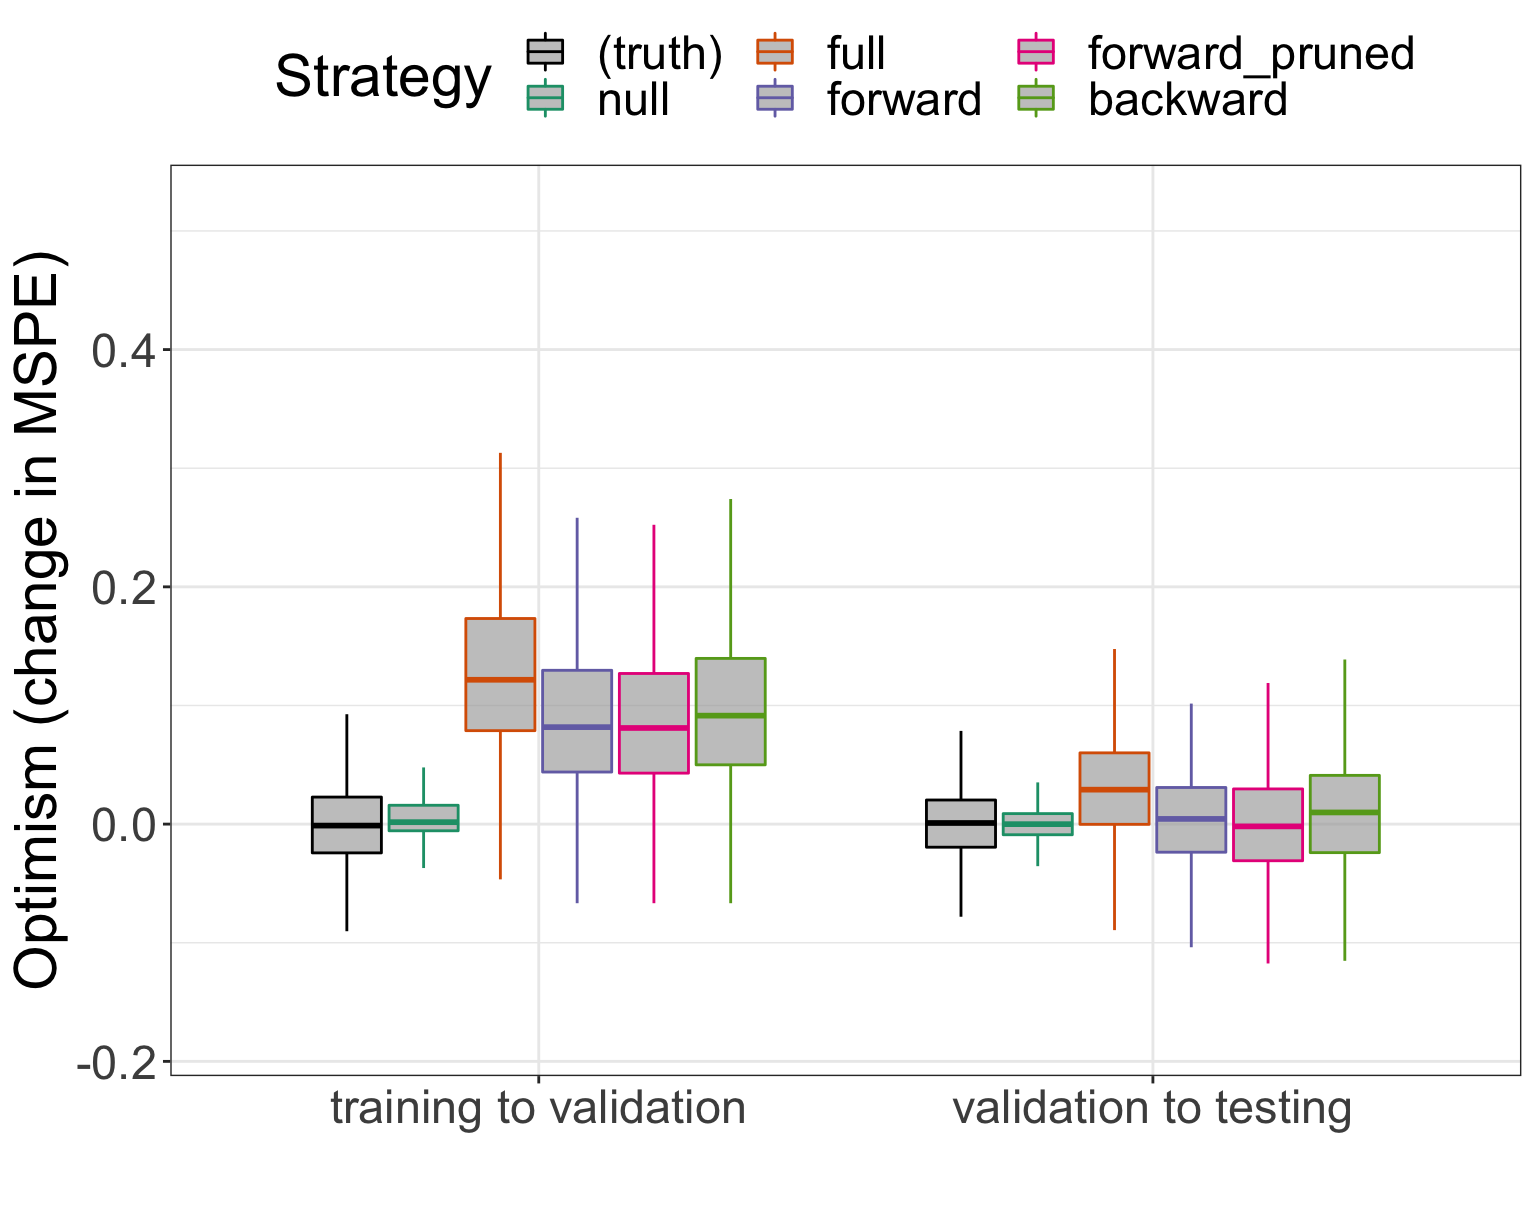 Strategy
(truth) full forward_pruned
null forward backward
Optimism (change in MSPE)
0.4
0.2
0.0
-0.2
training to validation validation to testing